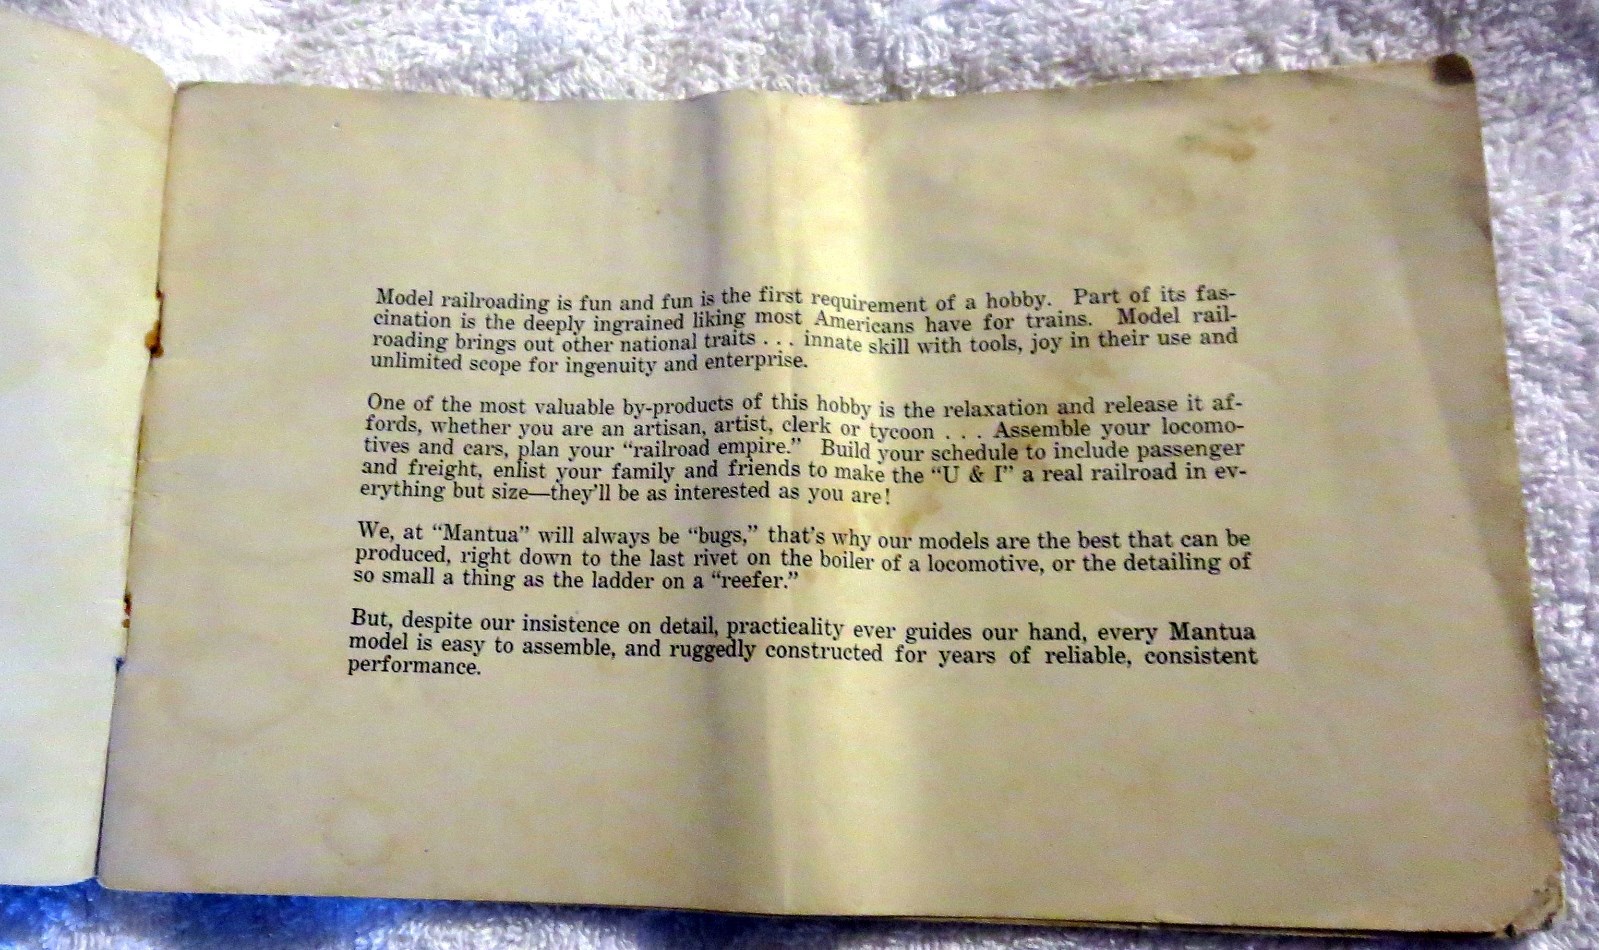 Model railroading is fun and fun is the first requirement of a hobby. Part of its fas-
cination is the deeply ingrained liking most Americans have for trains. Model rail-
roading brings out other national traits . . . innate skill with tools, joy in their use and
unlimited scope for ingenuity and enterprise.
One of the most valuable by-products of this hobby is the relaxation and release it af-
fords, whether you are an artisan, artist, clerk or tycoon . . . Assemble your locomo-
tives and cars, plan your “railroad empire.” Build your schedule to include passenger
and freight, enlist your family and friends to make the “U & I” a real railroad in ev-
erything but size—they’ll be as interested as you are!
We, at “Mantua” will always be “bugs,” that’s why our models are the best that can be
produced, right down to the last rivet on the boiler of a locomotive, or the detailing of
so small a thing as the ladder on a “reefer.”
But, despite our insistence on detail, practicality ever guides our hand, every Mantua
model is easy to assemble, and ruggedly constructed for years of reliable, consistent
performance.